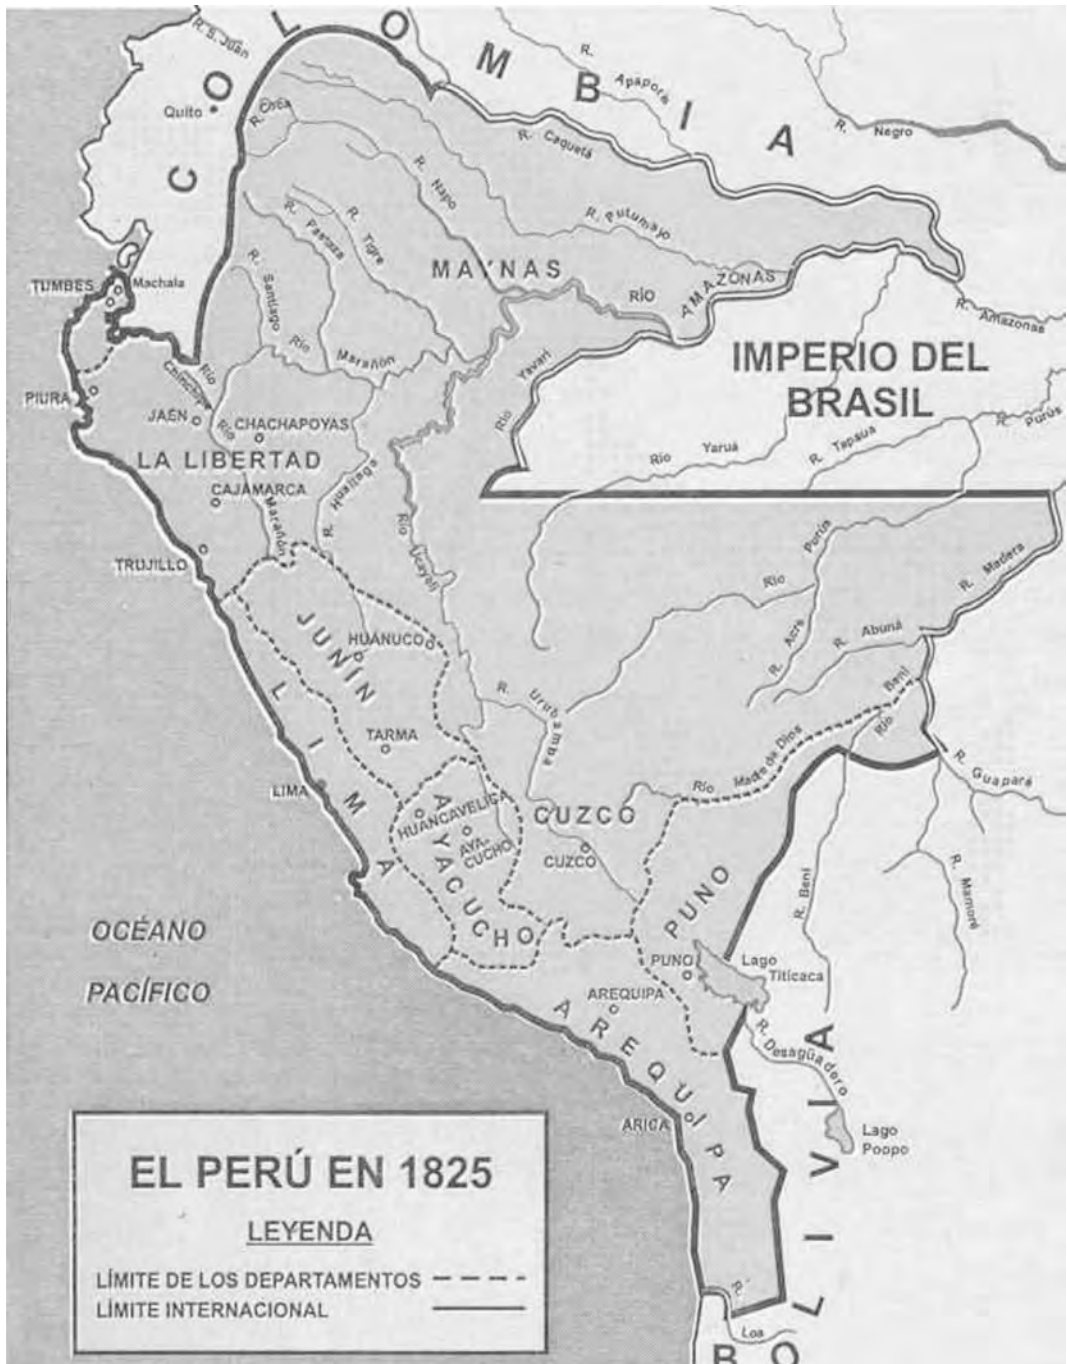 COLOMBIA
R. S. Juan
Quito
R. Apaporis
R. Negro
R. Caquetá
R. Napo
R. Putumayo
R. Pastaza
R. Tigre
R. Santiago
MAYNAS
RÍO AMAZONAS
R. Amazonas
TUMBES
Machala
Río Marañón
Río Chinchipe
Río Yavarí
IMPERIO DEL
BRASIL
PIURA
JAÉN
CHACHAPOYAS
LA LIBERTAD
CAJAMARCA
Río Marañón
R. Huallaga
Río Ucayali
Río Yaruá
R. Tapaua
R. Purús
TRUJILLO
Río Purús
R. Madera
R. Acre
R. Abuná
JUNÍN
HUANUCO
LIMA
R. Urubamba
Río Madre de Dios
Río Beni
R. Guapará
TARMA
LIMA
HUANCAVELICA
AYA-
CUCHO
AYACUCHO
CUZCO
CUZCO
PUNO
R. Beni
R. Mamoré
OCÉANO
PACÍFICO
PUNO
Lago
Titicaca
AREQUIPA
AREQUIPA
R. Desagüadero
ARICA
Lago
Poopo
BOLIVIA
R. Loa
EL PERÚ EN 1825
LEYENDA
LÍMITE DE LOS DEPARTAMENTOS
LÍMITE INTERNACIONAL